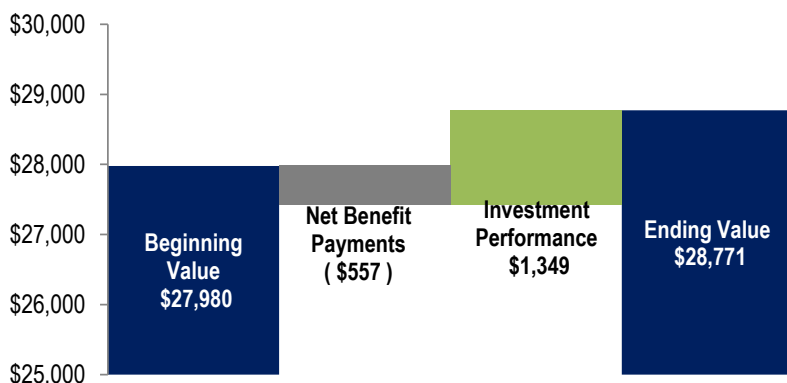 $30,000
$29,000
$28,000
$27,000
$26,000
$25,000
Beginning
Value
$27,980
Net Benefit
Payments
( $557 )
Investment
Performance
$1,349
Ending Value
$28,771